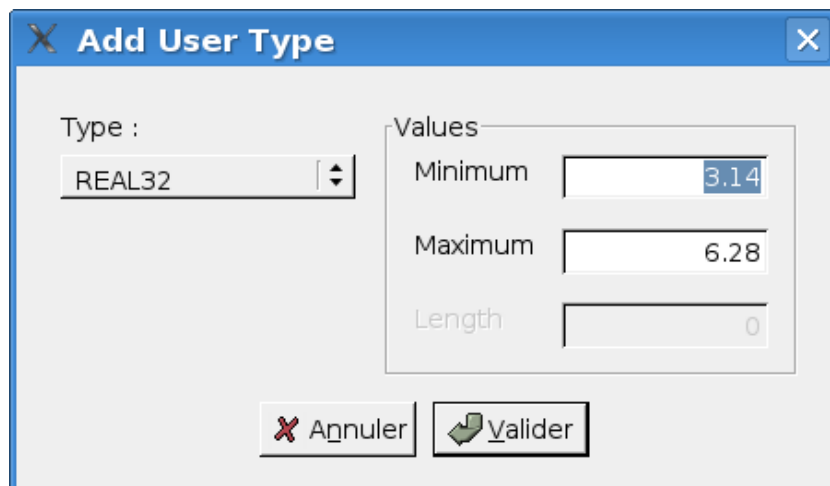 Add User Type
Type :
REAL32
Values
Minimum
3.14
Maximum
6.28
Length
0
Annuler
Valider